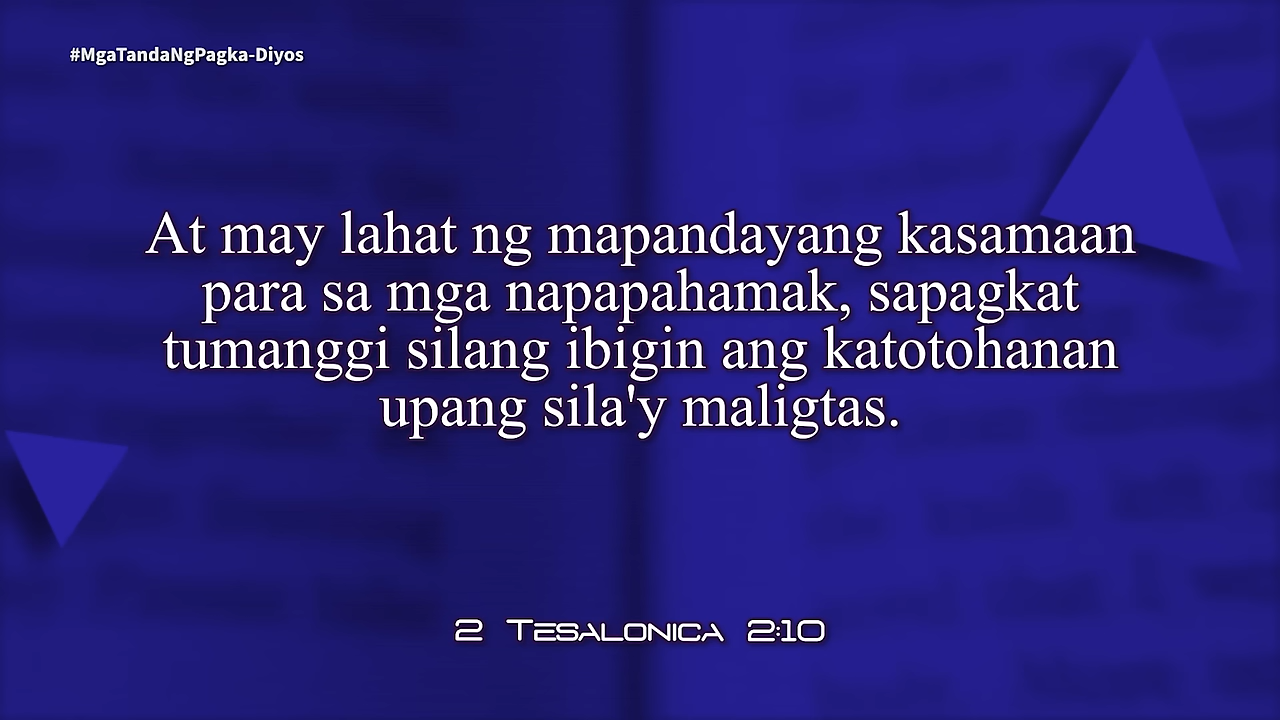 #MgaTandaNgPagka-Diyos
At may lahat ng mapandayang kasamaan
para sa mga napapahamak, sapagkat
tumanggi silang ibigin ang katotohanan
upang sila'y maligtas.
2 Tesalonica 2:10